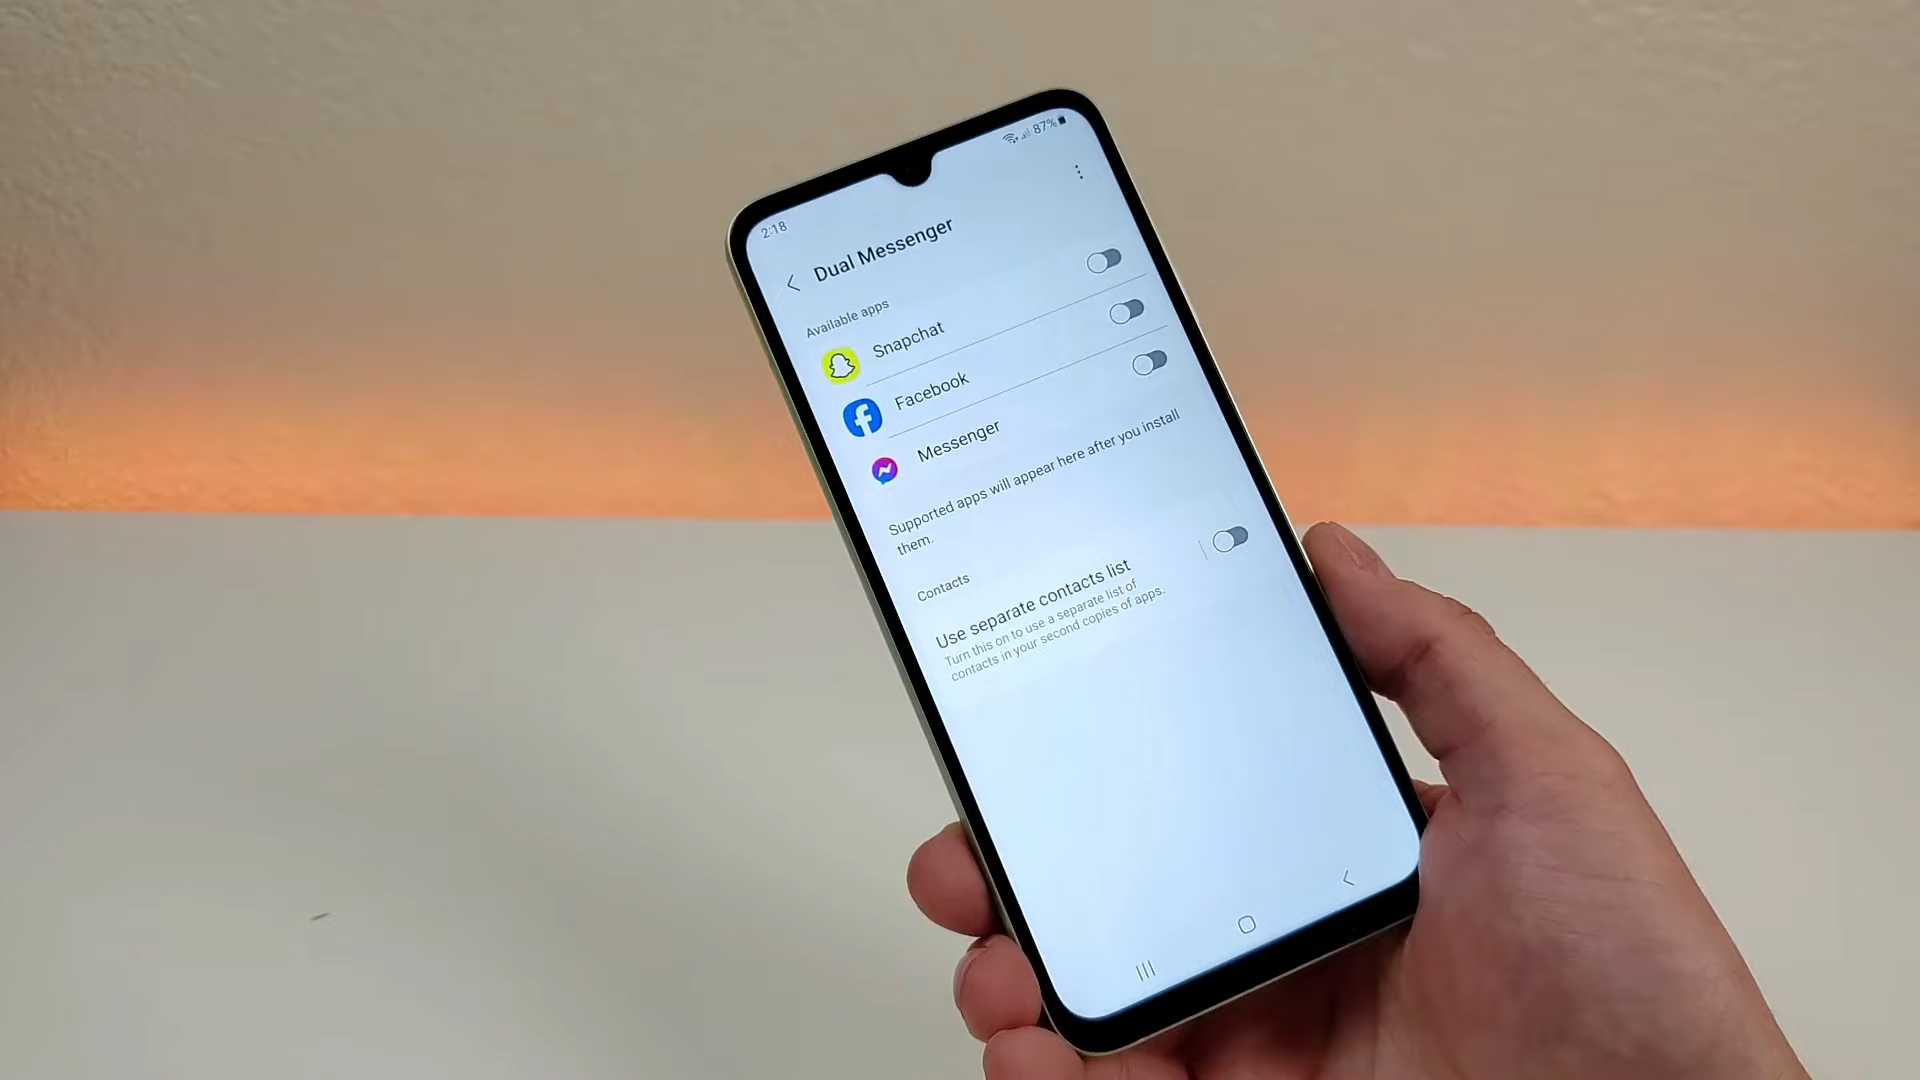 2:18
87%
Dual Messenger
Available apps
Snapchat
Facebook
Messenger
Supported apps will appear here after you install
them.
Contacts
Use separate contacts list
Turn this on to use a separate list of
contacts in your second copies of apps.